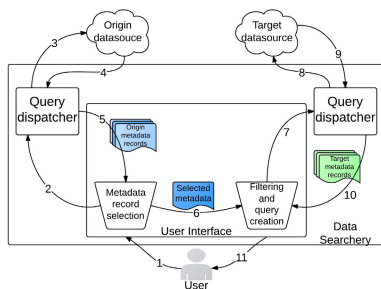 Origin
datasouce
Target
datasource
3
9
4
8
Query
dispatcher
Query
dispatcher
5
Origin
metadata
records
7
Target
metadata
records
2
Metadata
record
selection
Selected
metadata
6
Filtering
and
query
creation
10
User Interface
Data
Searchery
1
11
User